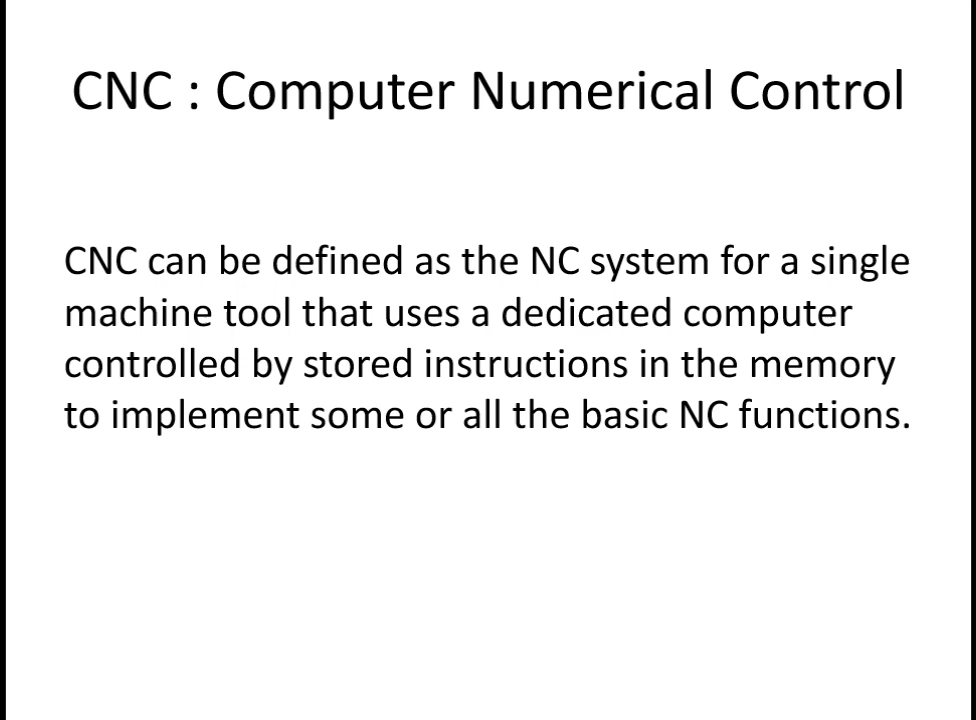 CNC : Computer Numerical Control
CNC can be defined as the NC system for a single
machine tool that uses a dedicated computer
controlled by stored instructions in the memory
to implement some or all the basic NC functions.